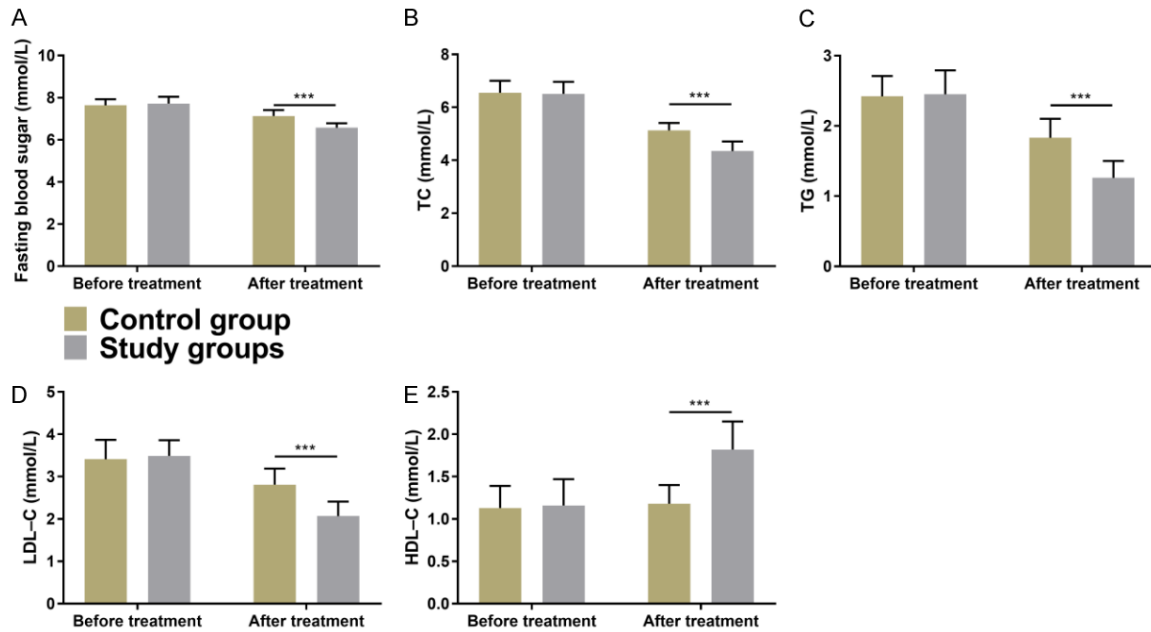 A
Fasting blood sugar (mmol/L)
10
8
6
4
2
0
***
Before treatment
After treatment
B
TC (mmol/L)
8
6
4
2
0
***
Before treatment
After treatment
C
TG (mmol/L)
3
2
1
0
***
Before treatment
After treatment
Control group
Study groups
D
LDL–C (mmol/L)
5
4
3
2
1
0
***
Before treatment
After treatment
E
HDL–C (mmol/L)
2.5
2.0
1.5
1.0
0.5
0.0
***
Before treatment
After treatment